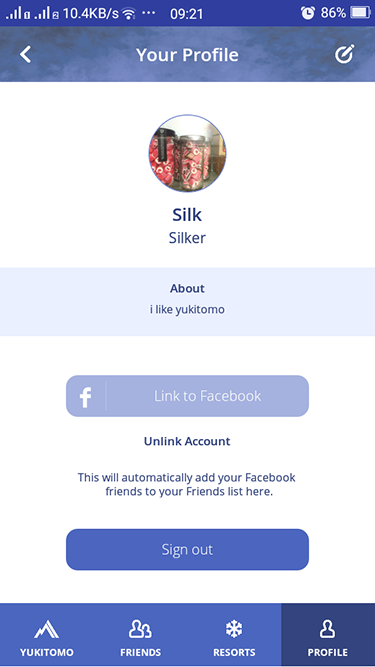 10.4KB/s ... 09:21 86%
Your Profile
Silk
Silker
About
i like yukitomo
f Link to Facebook
Unlink Account
This will automatically add your Facebook
friends to your Friends list here.
Sign out
YUKITOMO FRIENDS RESORTS PROFILE